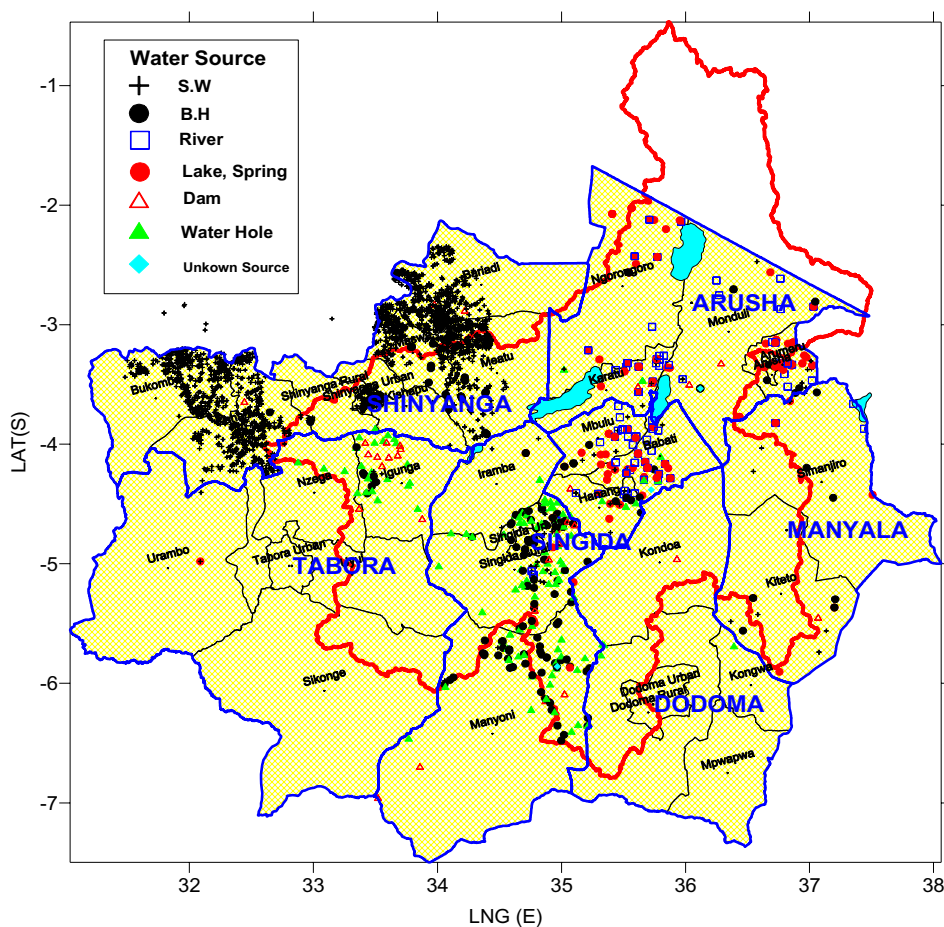 Water Source
S.W
B.H
River
Lake, Spring
Dam
Water Hole
Unkown Source
-1
-2
-3
-4
-5
-6
-7
LAT(S)
32
33
34
35
36
37
38
LNG (E)
Bariadi
Ngorongoro
ARUSHA
Monduli
Meatu
Karatu
Shinyanga Rural
Shinyanga Urban
Kishapu
SHINYANGA
Mbulu
Babati
Simanjiro
Iramba
Igunga
Nzega
Hanang
MANYALA
SINGIDA
Kondoa
Urambo
Tabora Urban
TABORA
Kiteto
Sikonge
Kongwa
Dodoma Urban
Dodoma Rural
DODOMA
Manyoni
Mpwapwa